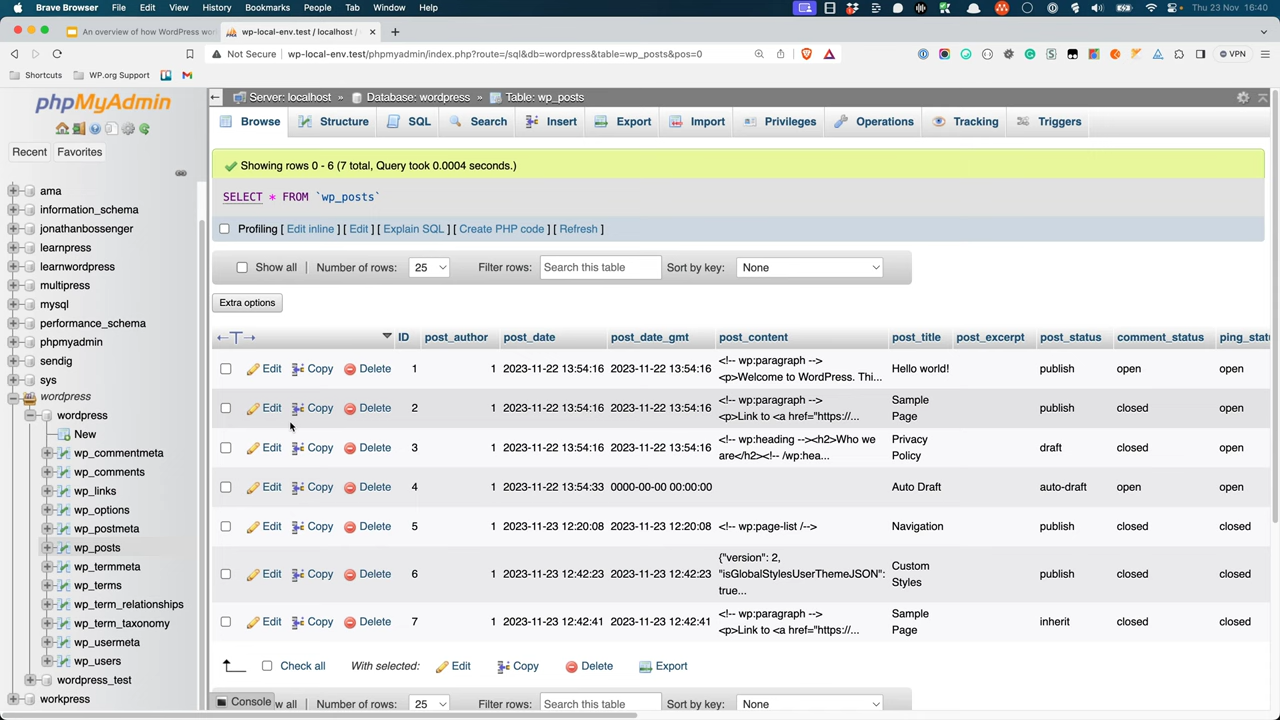 Brave Browser File Edit View History Bookmarks People Tab Window Help Thu 23 Nov 16:40
An overview of how WordPress wor
wp-local-env.test / localhost /
Not Secure wp-local-env.test/phpmyadmin/index.php?route=/sql&db=wordpress&table=wp_posts&pos=0 VPN
Shortcuts WP.org Support
phpMyAdmin
Recent Favorites
ama
information_schema
jonathanbossenger
learnpress
learnwordpress
multipress
mysql
performance_schema
phpmyadmin
sendig
sys
wordpress
wordpress
New
wp_commentmeta
wp_comments
wp_links
wp_options
wp_postmeta
wp_posts
wp_termmeta
wp_terms
wp_term_relationships
wp_term_taxonomy
wp_usermeta
wp_users
wordpress_test
workpress
Server: localhost » Database: wordpress » Table: wp_posts
Browse Structure SQL Search Insert Export Import Privileges Operations Tracking Triggers
Showing rows 0 - 6 (7 total, Query took 0.0004 seconds.)
SELECT * FROM `wp_posts`
Profiling [ Edit inline ] [ Edit ] [ Explain SQL ] [ Create PHP code ] [ Refresh ]
Show all Number of rows: 25 Filter rows: Search this table Sort by key: None
Extra options
←T→ ID post_author post_date post_date_gmt post_content post_title post_excerpt post_status comment_status ping_statu
Edit Copy Delete 1 1 2023-11-22 13:54:16 2023-11-22 13:54:16 <!-- wp:paragraph --> <p>Welcome to WordPress. Thi... Hello world! publish open open
Edit Copy Delete 2 1 2023-11-22 13:54:16 2023-11-22 13:54:16 <!-- wp:paragraph --> <p>Link to <a href="https://... Sample Page publish closed open
Edit Copy Delete 3 1 2023-11-22 13:54:16 2023-11-22 13:54:16 <!-- wp:heading --><h2>Who we are</h2><!-- /wp:hea... Privacy Policy draft closed open
Edit Copy Delete 4 1 2023-11-22 13:54:33 0000-00-00 00:00:00 Auto Draft auto-draft open open
Edit Copy Delete 5 1 2023-11-23 12:20:08 2023-11-23 12:20:08 <!-- wp:page-list /--> Navigation publish closed closed
Edit Copy Delete 6 1 2023-11-23 12:42:23 2023-11-23 12:42:23 {"version": 2, "isGlobalStylesUserThemeJSON": true... Custom Styles publish closed closed
Edit Copy Delete 7 1 2023-11-23 12:42:41 2023-11-23 12:42:41 <!-- wp:paragraph --> <p>Link to <a href="https://... Sample Page inherit closed closed
Check all With selected: Edit Copy Delete Export
Console w all Number of rows: 25 Filter rows: Search this table Sort by key: None